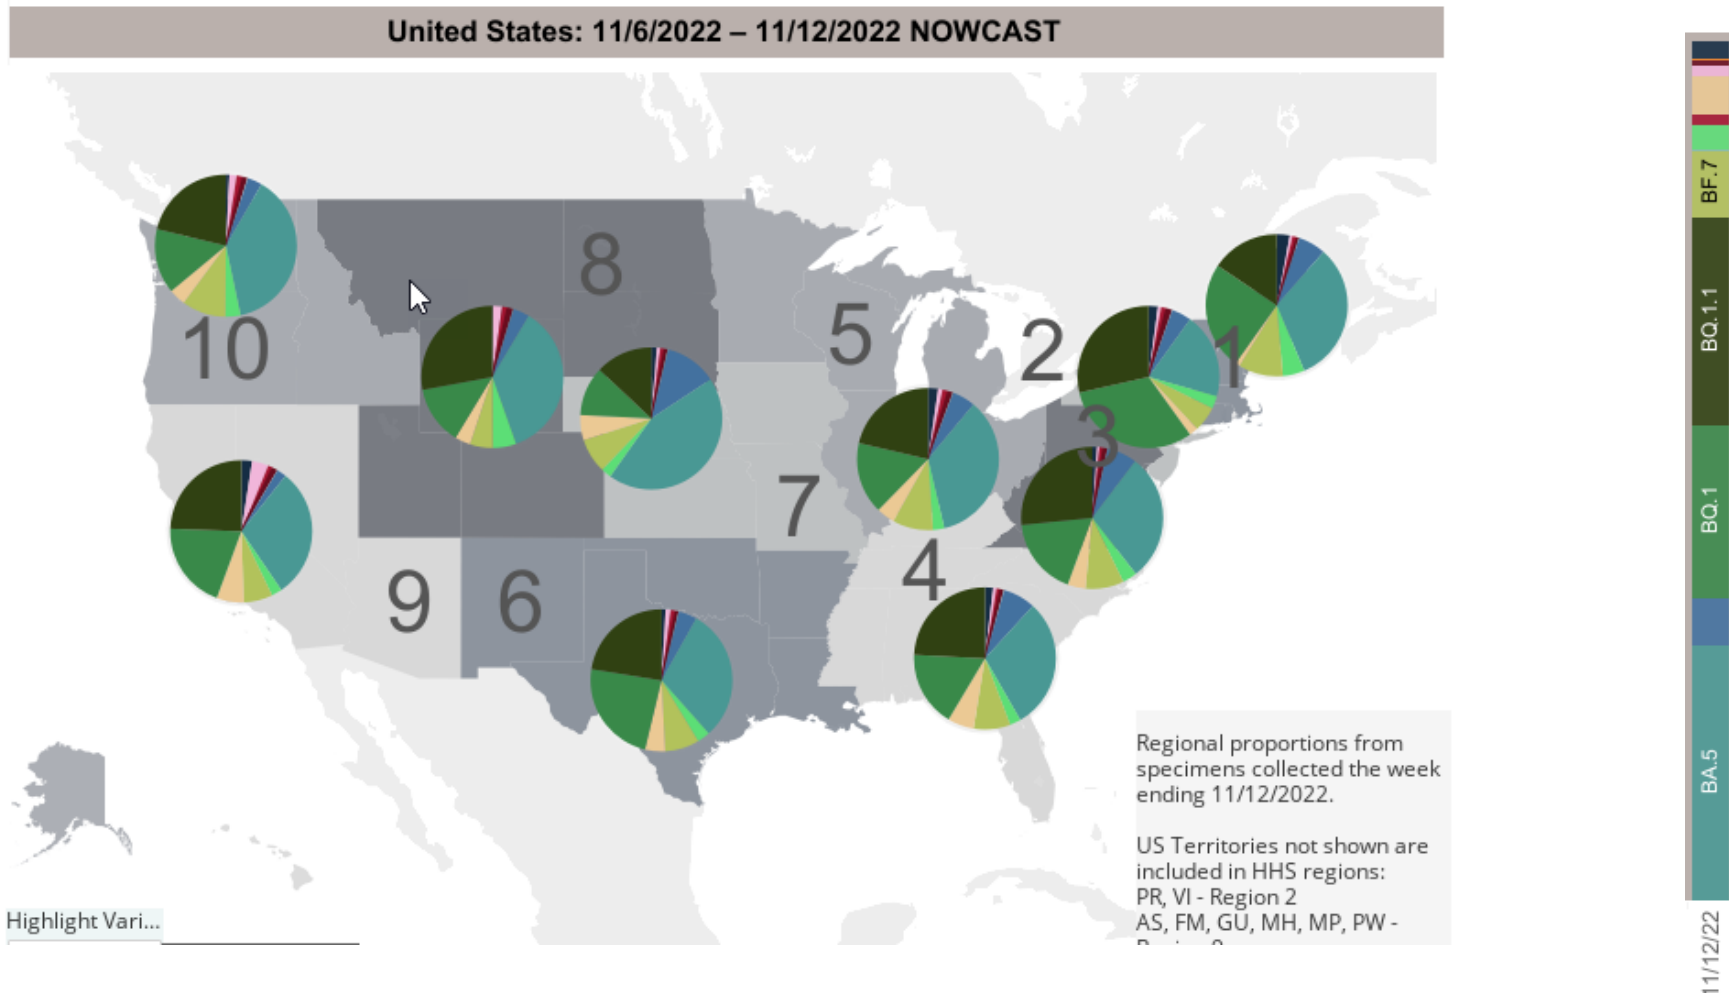 United States: 11/6/2022 – 11/12/2022 NOWCAST
8
10
5
2
1
3
7
4
9
6
Regional proportions from
specimens collected the week
ending 11/12/2022.
US Territories not shown are
included in HHS regions:
PR, VI - Region 2
AS, FM, GU, MH, MP, PW -
Highlight Vari...
BF.7
BQ.1.1
BQ.1
BA.5
11/12/22